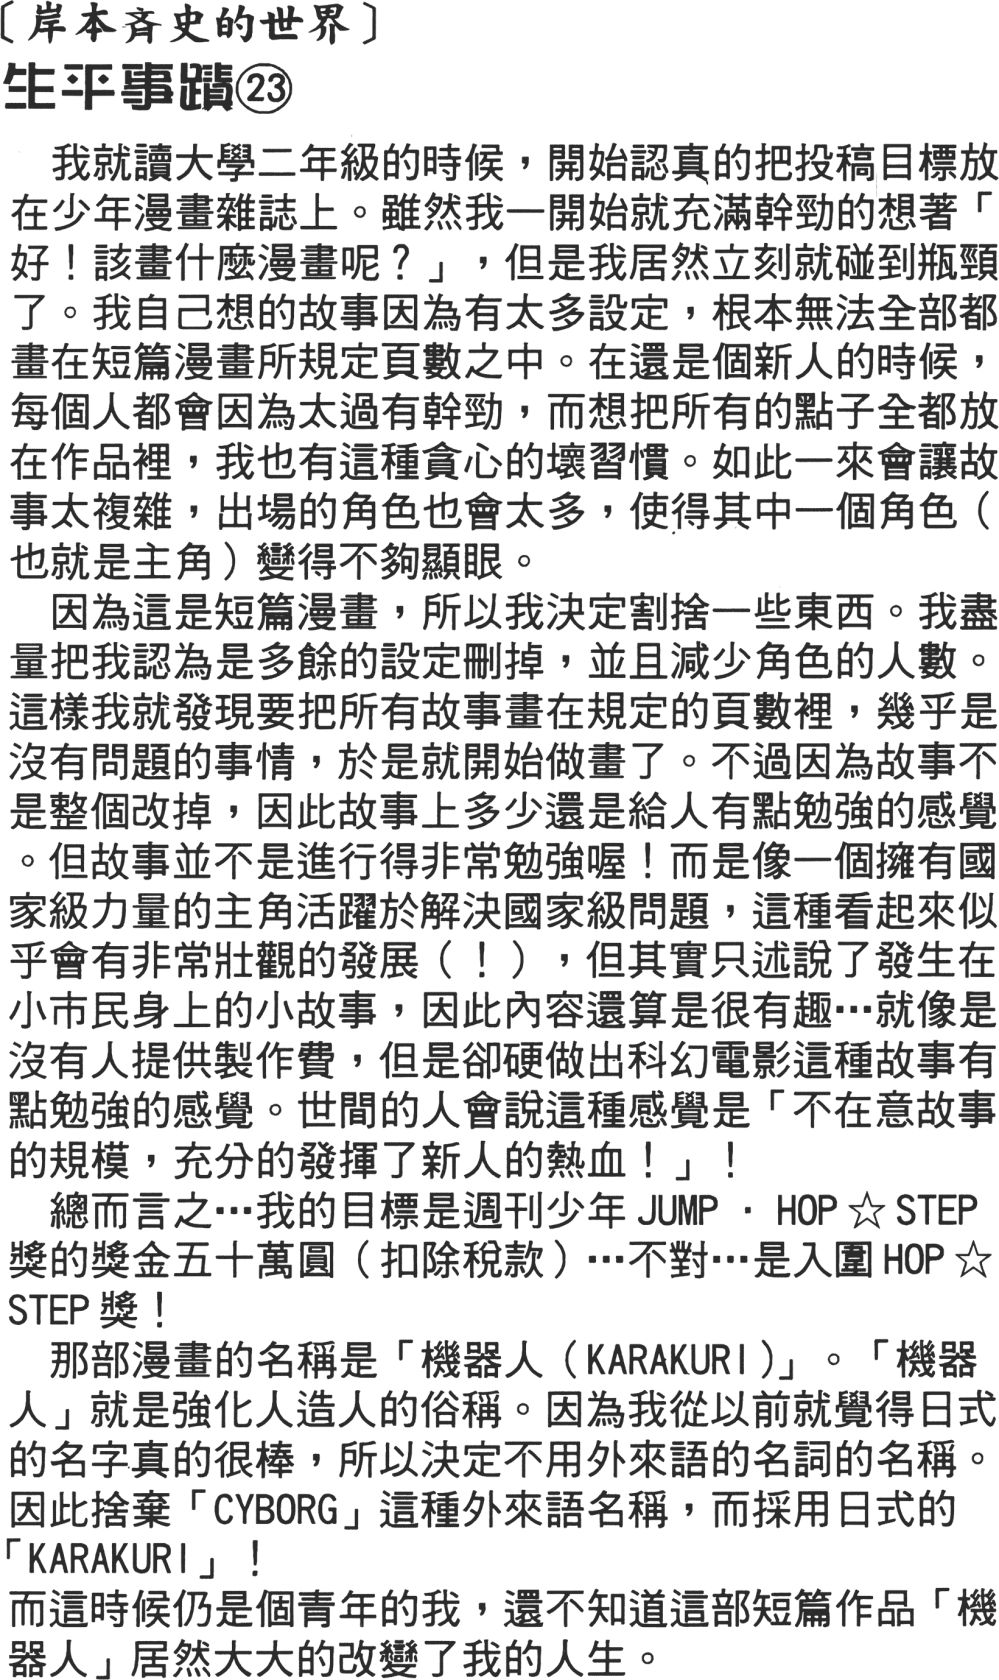 〔岸本斉史的世界〕
生平事蹟㉓
　我就讀大學二年級的時候，開始認真的把投稿目標放
在少年漫畫雜誌上。雖然我一開始就充滿幹勁的想著「
好！該畫什麼漫畫呢？」，但是我居然立刻就碰到瓶頸
了。我自己想的故事因為有太多設定，根本無法全部都
畫在短篇漫畫所規定頁數之中。在還是個新人的時候，
每個人都會因為太過有幹勁，而想把所有的點子全都放
在作品裡，我也有這種貪心的壞習慣。如此一來會讓故
事太複雜，出場的角色也會太多，使得其中一個角色（
也就是主角）變得不夠顯眼。
　因為這是短篇漫畫，所以我決定割捨一些東西。我盡
量把我認為是多餘的設定刪掉，並且減少角色的人數。
這樣我就發現要把所有故事畫在規定的頁數裡，幾乎是
沒有問題的事情，於是就開始做畫了。不過因為故事不
是整個改掉，因此故事上多少還是給人有點勉強的感覺
。但故事並不是進行得非常勉強喔！而是像一個擁有國
家級力量的主角活躍於解決國家級問題，這種看起來似
乎會有非常壯觀的發展（！），但其實只述說了發生在
小市民身上的小故事，因此內容還算是很有趣…就像是
沒有人提供製作費，但是卻硬做出科幻電影這種故事有
點勉強的感覺。世間的人會說這種感覺是「不在意故事
的規模，充分的發揮了新人的熱血！」！
　總而言之…我的目標是週刊少年 JUMP · HOP ☆ STEP
獎的獎金五十萬圓（扣除稅款）…不對…是入圍 HOP ☆
STEP 獎！
　那部漫畫的名稱是「機器人（KARAKURI）」。「機器
人」就是強化人造人的俗稱。因為我從以前就覺得日式
的名字真的很棒，所以決定不用外來語的名詞的名稱。
因此捨棄「CYBORG」這種外來語名稱，而採用日式的
「KARAKURI」！
而這時候仍是個青年的我，還不知道這部短篇作品「機
器人」居然大大的改變了我的人生。